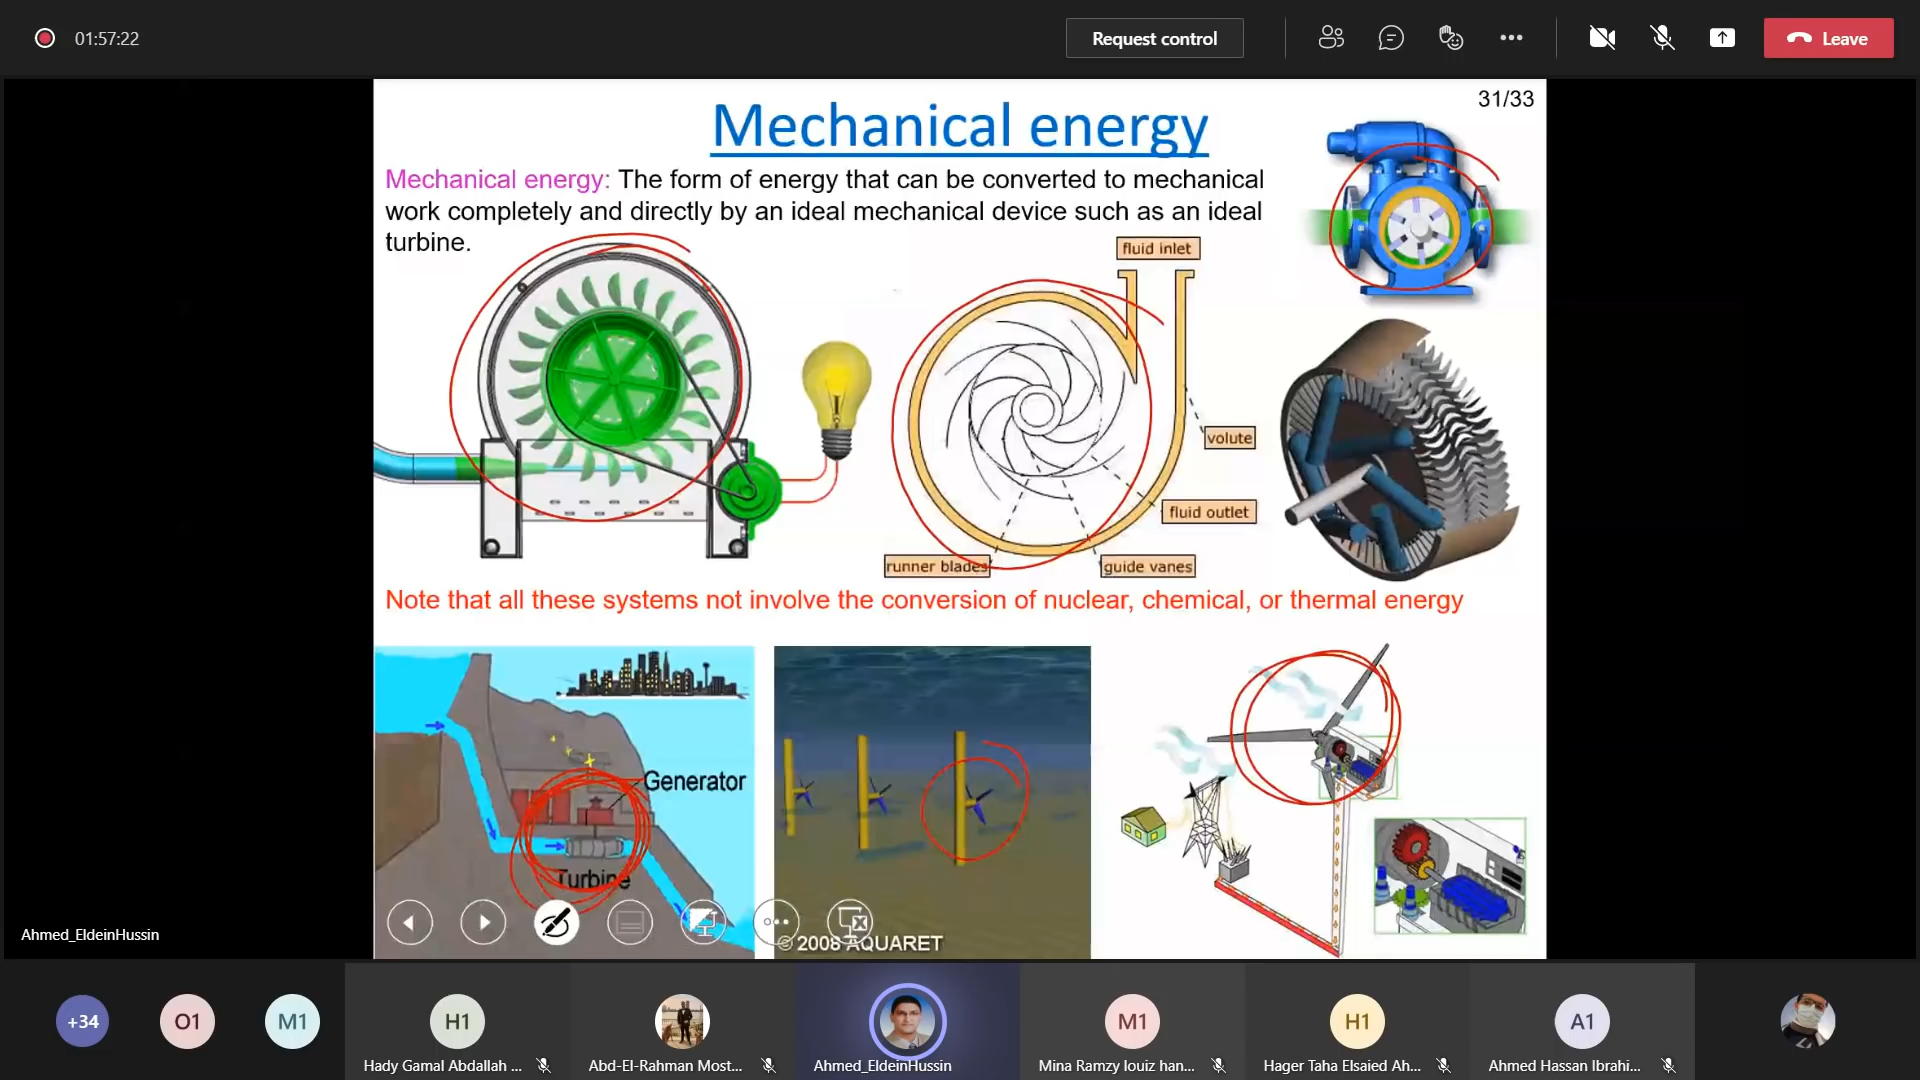 01:57:22
Request control
Leave
31/33
Mechanical energy
Mechanical energy: The form of energy that can be converted to mechanical
work completely and directly by an ideal mechanical device such as an ideal
turbine.
fluid inlet
volute
fluid outlet
runner blades
guide vanes
Note that all these systems not involve the conversion of nuclear, chemical, or thermal energy
Generator
Turbine
© 2008 AQUARET
Ahmed_EldeinHussin
+34
O1
M1
H1
M1
H1
A1
Hady Gamal Abdallah ...
Abd-El-Rahman Most...
Ahmed_EldeinHussin
Mina Ramzy louiz han...
Hager Taha Elsaied Ah...
Ahmed Hassan Ibrahi...